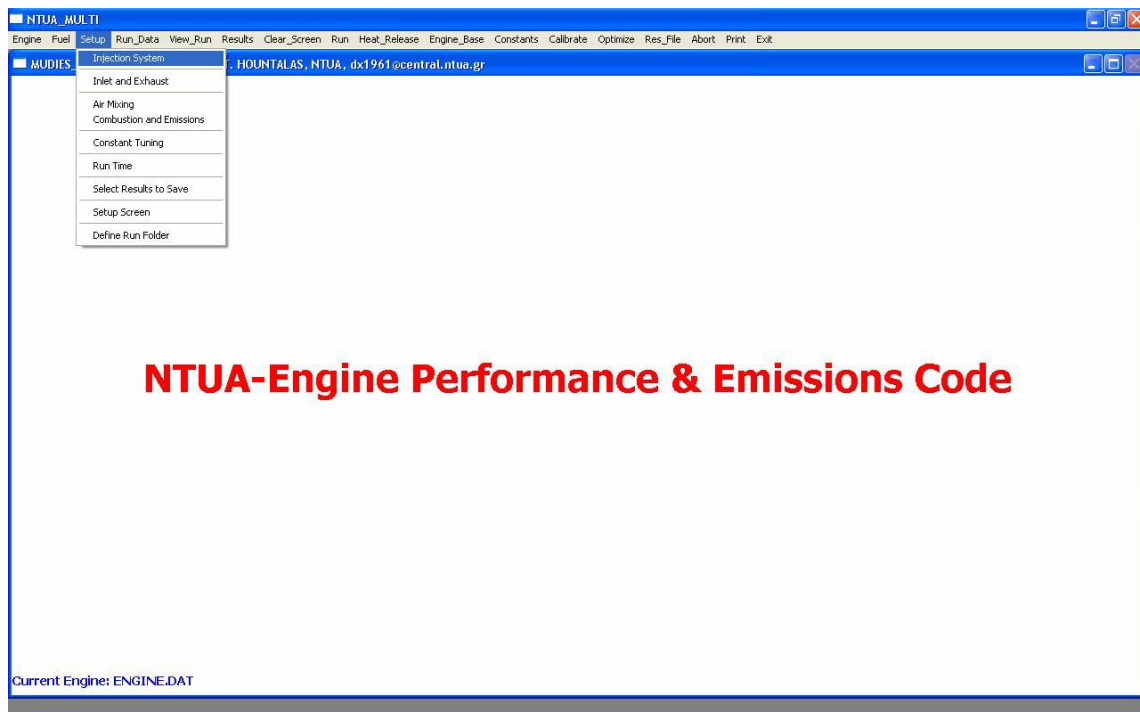 NTUA_MULTI
Engine Fuel Setup Run_Data View_Run Results Clear_Screen Run Heat_Release Engine_Base Constants Calibrate Optimize Res_File Abort Print Exit
MUDIES_ T. HOUNTALAS, NTUA, dx1961@central.ntua.gr
Injection System
Inlet and Exhaust
Air Mixing
Combustion and Emissions
Constant Tuning
Run Time
Select Results to Save
Setup Screen
Define Run Folder
NTUA-Engine Performance & Emissions Code
Current Engine: ENGINE.DAT